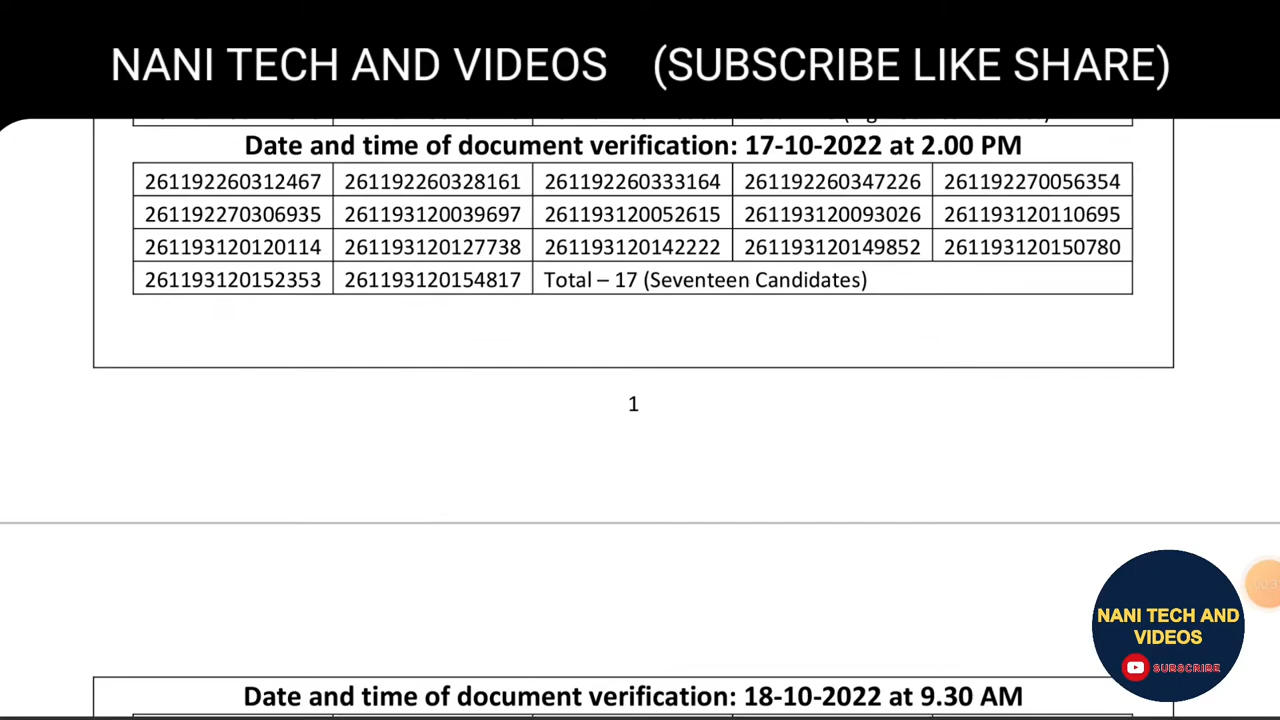 NANI TECH AND VIDEOS (SUBSCRIBE LIKE SHARE)
Date and time of document verification: 17-10-2022 at 2.00 PM
261192260312467 261192260328161 261192260333164 261192260347226 261192270056354
261192270306935 261193120039697 261193120052615 261193120093026 261193120110695
261193120120114 261193120127738 261193120142222 261193120149852 261193120150780
261193120152353 261193120154817 Total – 17 (Seventeen Candidates)
1
NANI TECH AND
VIDEOS
SUBSCRIBE
Date and time of document verification: 18-10-2022 at 9.30 AM